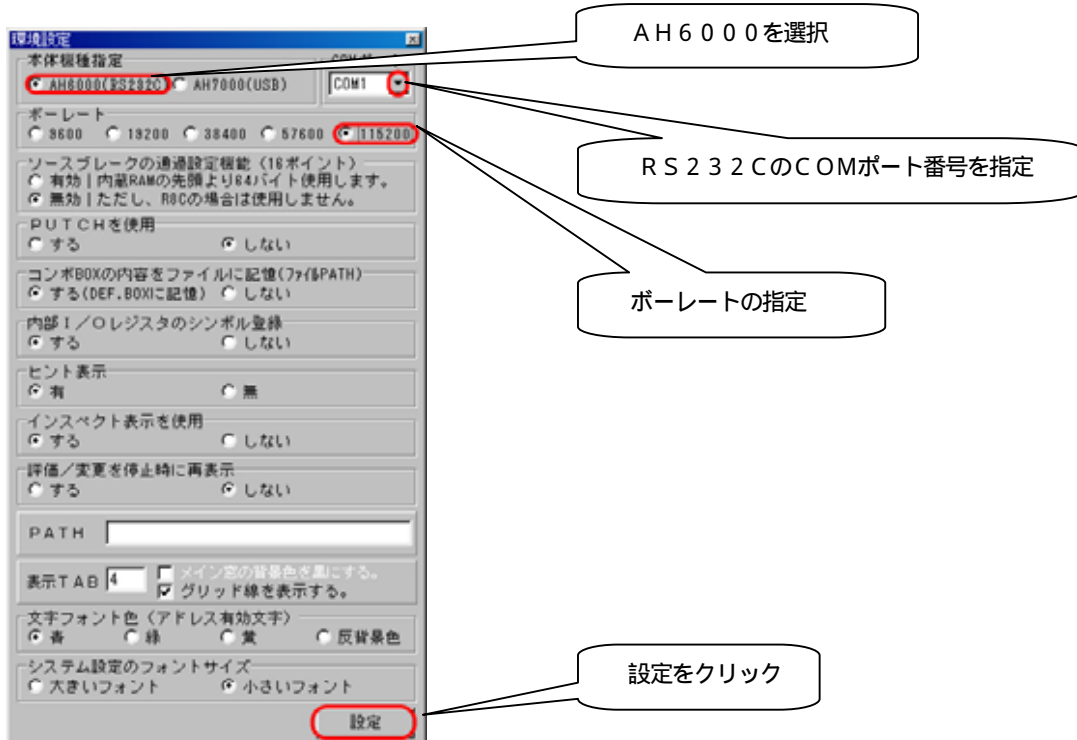 環境設定
本体機種指定
AH6000(RS232C) AH7000(USB)
COM1
ボーレート
9600 19200 38400 57600 115200
ソースブレークの通過設定機能(16ポイント)
有効|内蔵RAMの先頭より64バイト使用します。
無効|ただし、R8Cの場合は使用しません。
PUTCHを使用
する しない
コンボBOXの内容をファイルに記憶(ファイルPATH)
する(DEF.BOXに記憶) しない
内部I/Oレジスタのシンボル登録
する しない
ヒント表示
有 無
インスペクト表示を使用
する しない
評価/変更を停止時に再表示
する しない
PATH
表示TAB 4 メイン窓の背景色を黒にする。
グリッド線を表示する。
文字フォント色(アドレス有効文字)
青 緑 黄 反背景色
システム設定のフォントサイズ
大きいフォント 小さいフォント
設定
AH6000を選択
RS232CのCOMポート番号を指定
ボーレートの指定
設定をクリック